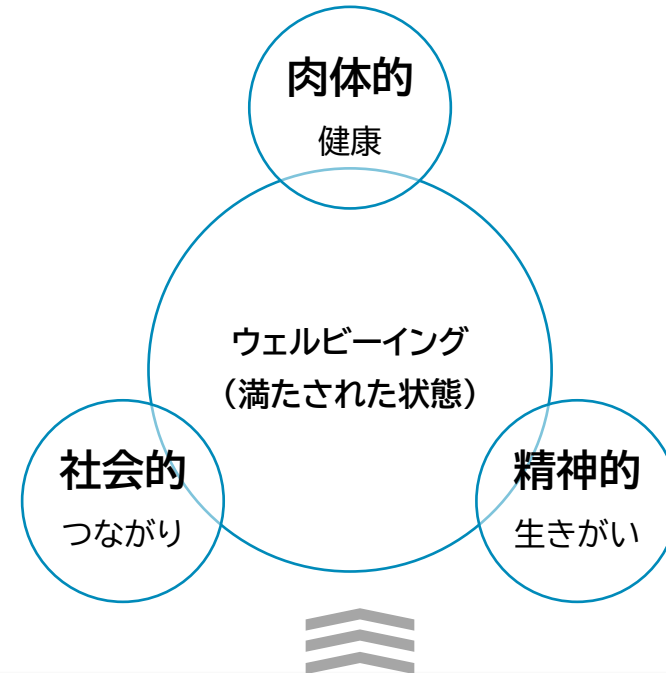 肉体的
健康
ウェルビーイング
（満たされた状態）
社会的
つながり
精神的
生きがい